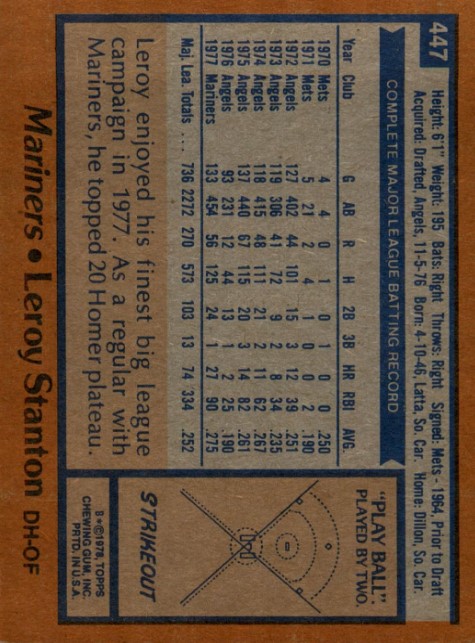 447
Height: 6'1" Weight: 195 Bats: Right Throws: Right Signed: Mets - 1964, Prior to Draft
Acquired: Drafted, Angels, 11-5-76 Born: 4-10-46, Latta, So. Car. Home: Dillon, So. Car.
COMPLETE MAJOR LEAGUE BATTING RECORD
Year Club G AB R H 2B 3B HR RBI AVG.
1970 Mets 4 4 0 1 0 1 0 0 .250
1971 Mets 5 21 2 4 1 0 0 2 .190
1972 Angels 127 402 44 101 15 3 12 39 .251
1973 Angels 119 306 41 72 9 2 8 34 .235
1974 Angels 118 415 48 111 21 2 11 62 .267
1975 Angels 137 440 67 115 20 3 14 82 .261
1976 Angels 93 231 12 44 13 1 2 25 .190
1977 Mariners 133 454 56 125 24 1 27 90 .275
Maj. Lea. Totals ... 736 2272 270 573 103 13 74 334 .252
Leroy enjoyed his finest big league
campaign in 1977. As a regular with
Mariners, he topped 20 Homer plateau.
"PLAY BALL".
PLAYED BY TWO.
STRIKEOUT
B * © 1978, TOPPS
CHEWING GUM, INC.
PRTD. IN U.S.A.
Mariners • Leroy Stanton DH-OF